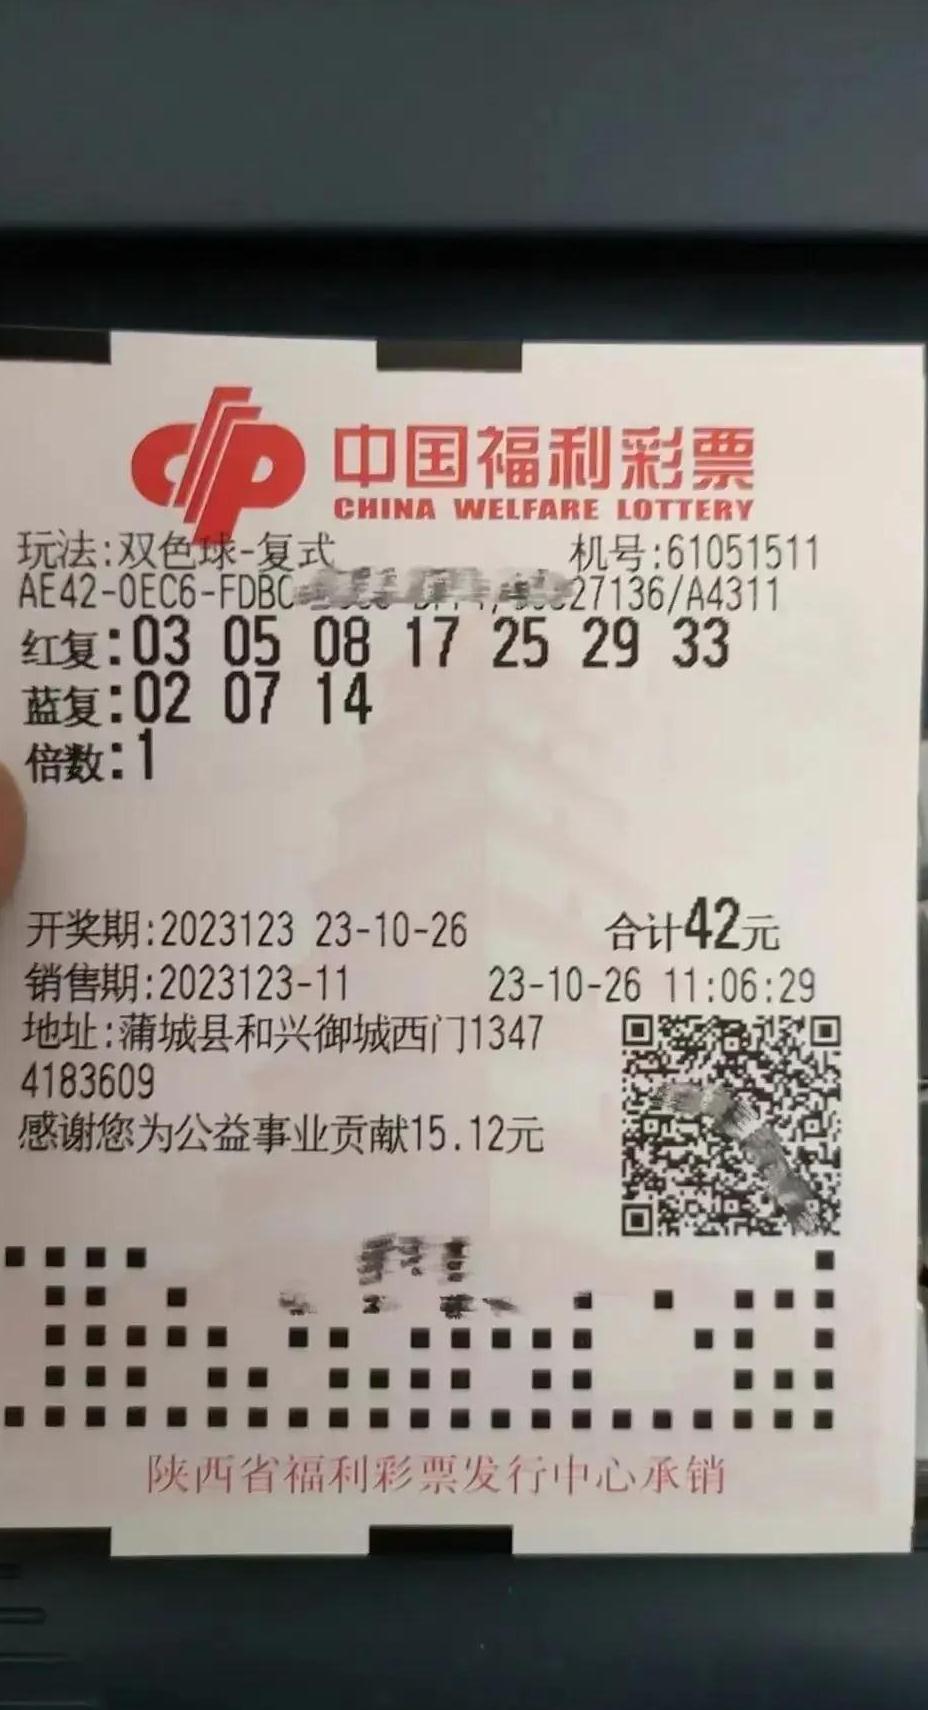 中国福利彩票
CHINA WELFARE LOTTERY
玩法:双色球-复式 机号:61051511
AE42-0EC6-FDBC 27136/A4311
红复:03 05 08 17 25 29 33
蓝复:02 07 14
倍数:1
开奖期:2023123 23-10-26 合计42元
销售期:2023123-11 23-10-26 11:06:29
地址:蒲城县和兴御城西门1347
4183609
感谢您为公益事业贡献15.12元
陕西省福利彩票发行中心承销